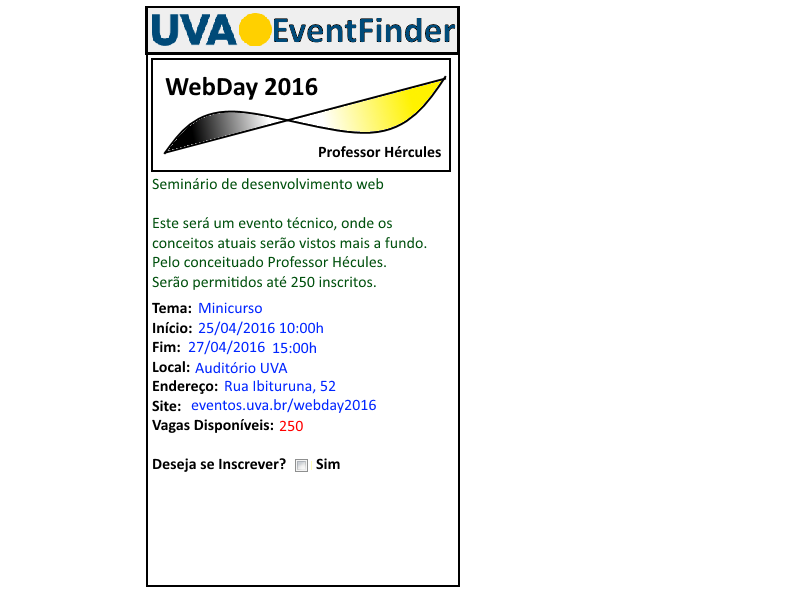 UVA EventFinder
WebDay 2016
Professor Hércules
Seminário de desenvolvimento web
Este será um evento técnico, onde os
conceitos atuais serão vistos mais a fundo.
Pelo conceituado Professor Hécules.
Serão permitidos até 250 inscritos.
Tema: Minicurso
Início: 25/04/2016 10:00h
Fim: 27/04/2016 15:00h
Local: Auditório UVA
Endereço: Rua Ibituruna, 52
Site: eventos.uva.br/webday2016
Vagas Disponíveis: 250
Deseja se Inscrever? Sim